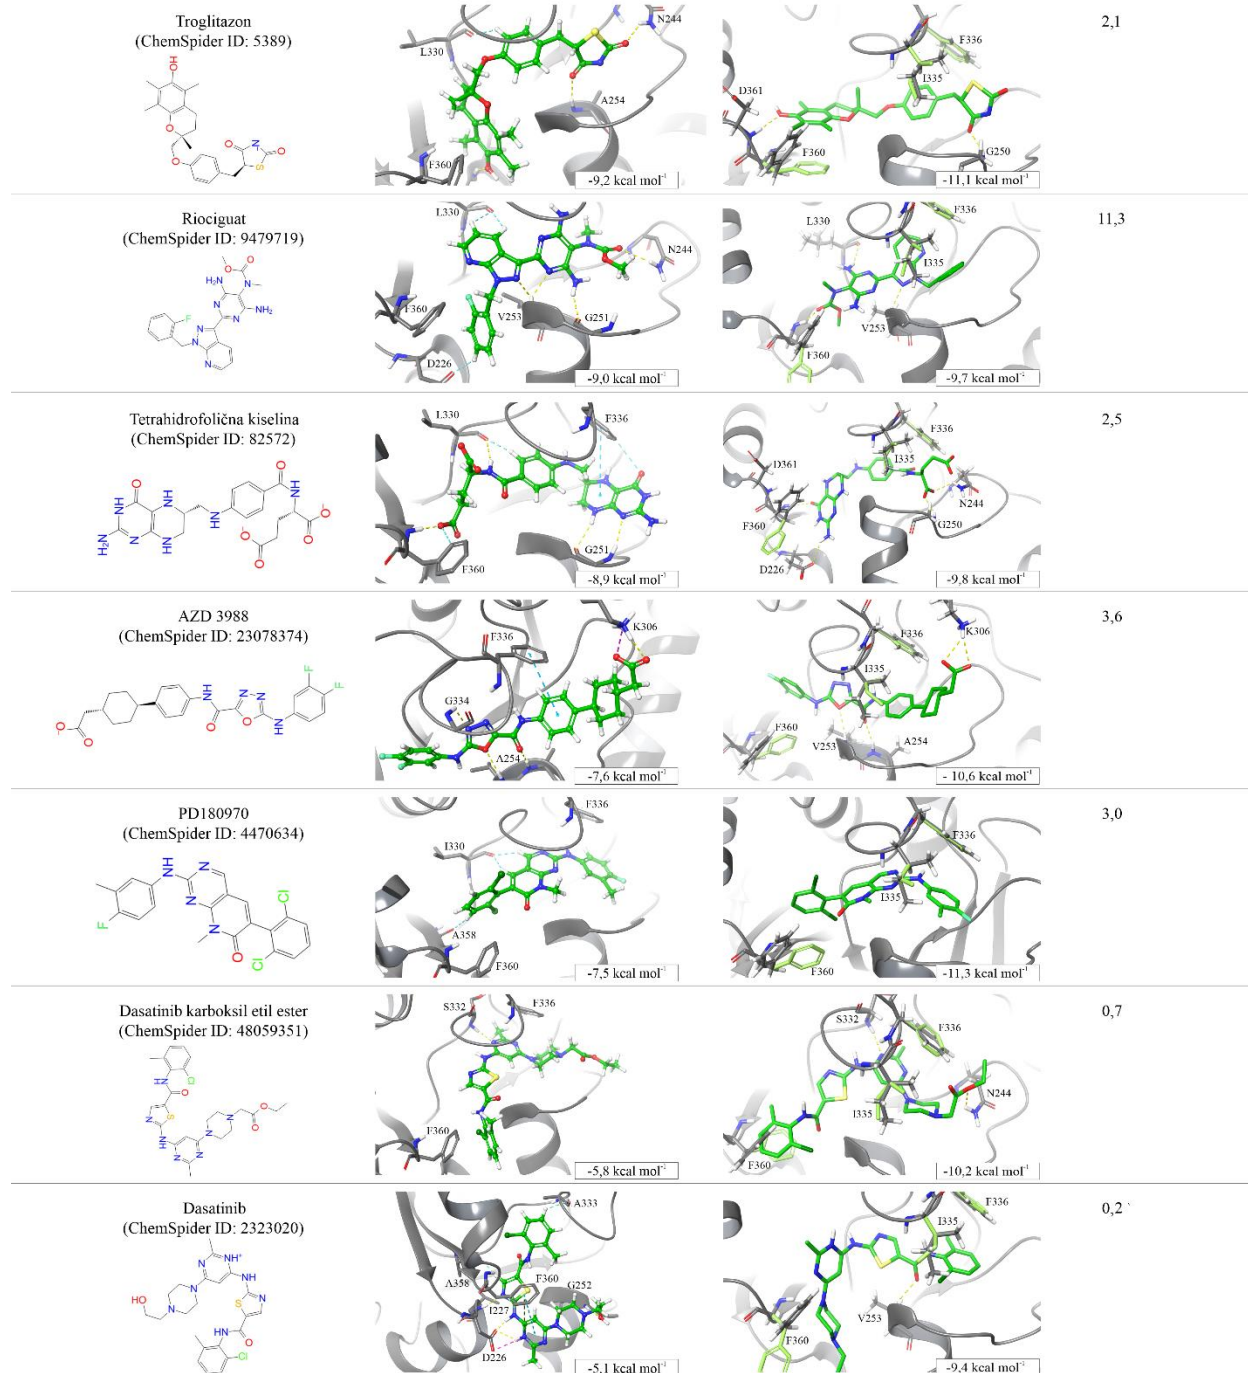 Troglitazon
(ChemSpider ID: 5389)
OH
O
O
O
N
O
S
L330
N244
A254
F360
-9,2 kcal mol⁻¹
F336
I335
D361
F360
G250
-11,1 kcal mol⁻¹
2,1
Riociguat
(ChemSpider ID: 9479719)
L330
N244
F360
V253
G251
D226
-9,0 kcal mol⁻¹
F336
L330
I335
V253
F360
-9,7 kcal mol⁻¹
11,3
Tetrahidrofolična kiselina
(ChemSpider ID: 82572)
L330
F336
G251
F360
-8,9 kcal mol⁻¹
F336
I335
D361
N244
G250
F360
D226
-9,8 kcal mol⁻¹
2,5
AZD 3988
(ChemSpider ID: 23078374)
K306
F336
G334
A254
-7,6 kcal mol⁻¹
K306
F336
I335
F360
V253
A254
- 10,6 kcal mol⁻¹
3,6
PD180970
(ChemSpider ID: 4470634)
F336
I330
A358
F360
-7,5 kcal mol⁻¹
F336
I335
F360
-11,3 kcal mol⁻¹
3,0
Dasatinib karboksil etil ester
(ChemSpider ID: 48059351)
S332
F336
F360
-5,8 kcal mol⁻¹
S332
F336
N244
I335
F360
-10,2 kcal mol⁻¹
0,7
Dasatinib
(ChemSpider ID: 2323020)
A333
A358
F360
G252
I227
D226
-5,1 kcal mol⁻¹
F336
I335
V253
F360
-9,4 kcal mol⁻¹
0,2